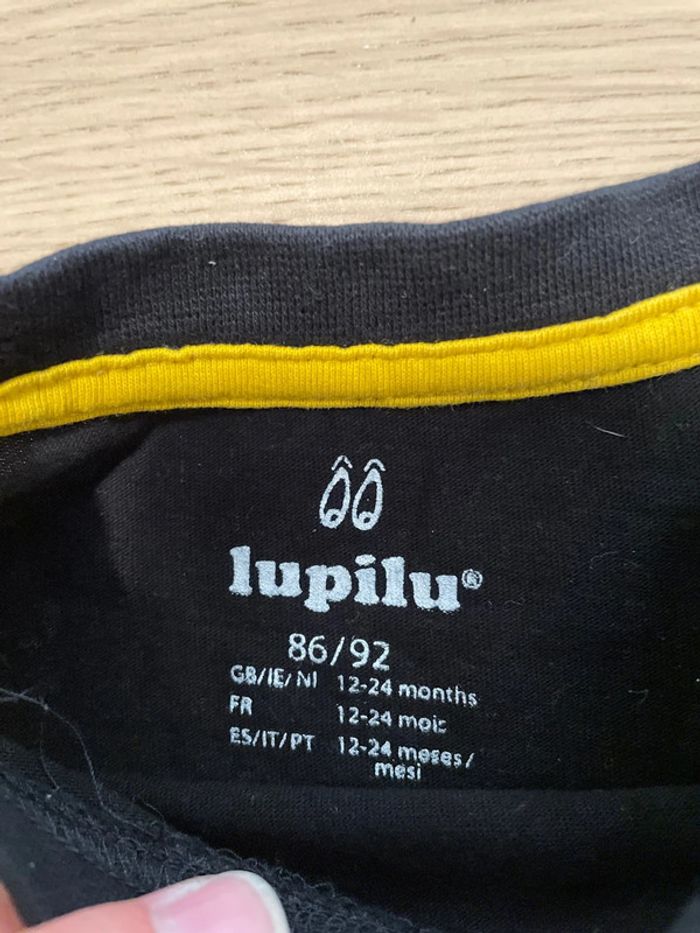 lupilu®
86/92
GB/IE/NI 12-24 months
FR 12-24 mois
ES/IT/PT 12-24 meses/
mesi